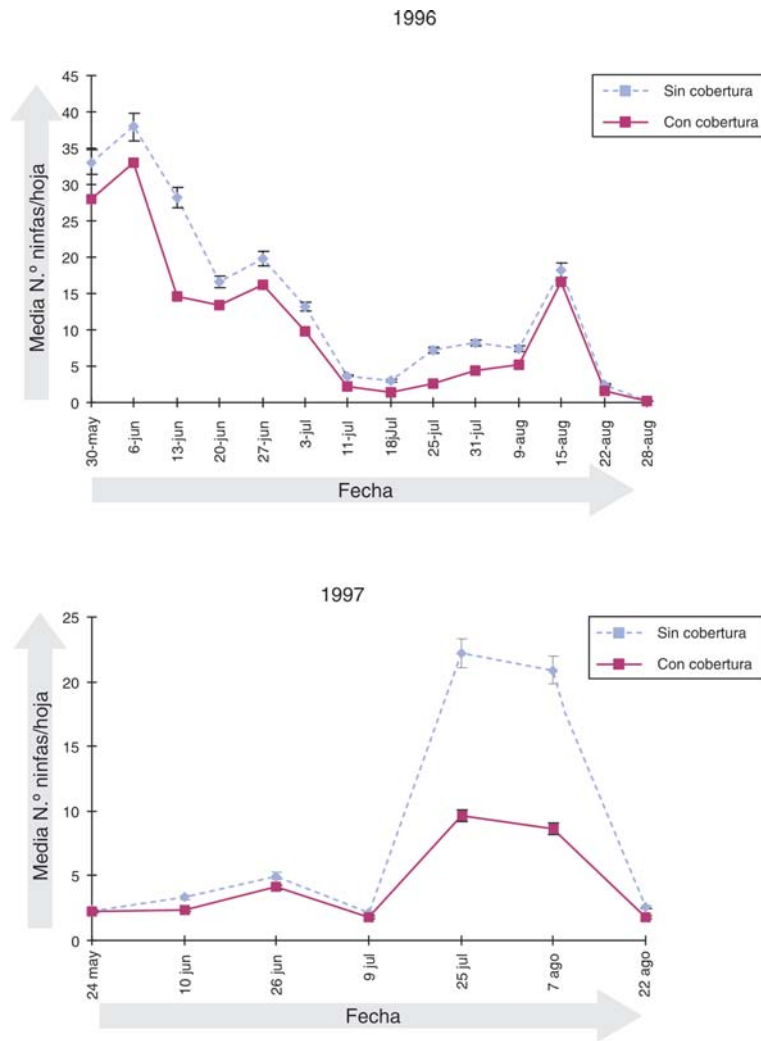 1996
45
40
35
30
25
20
15
10
5
0
Media N.º ninfas/hoja
Sin cobertura
Con cobertura
30-may
6-jun
13-jun
20-jun
27-jun
3-jul
11-jul
18jJul
25-jul
31-jul
9-aug
15-aug
22-aug
28-aug
Fecha
1997
25
20
15
10
5
0
Media N.º ninfas/hoja
Sin cobertura
Con cobertura
24 may
10 jun
26 jun
9 jul
25 jul
7 ago
22 ago
Fecha